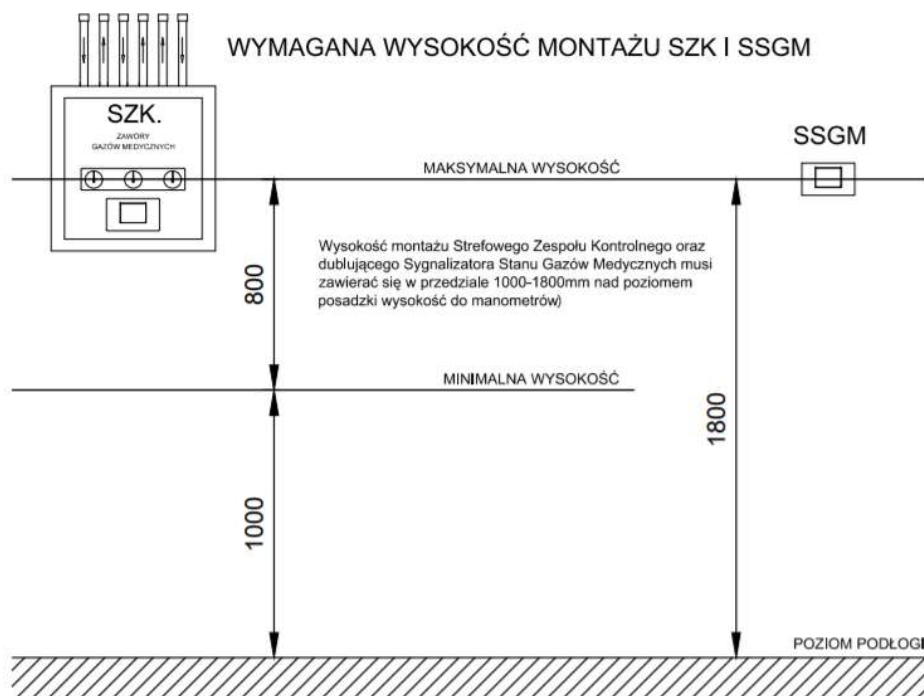 WYMAGANA WYSOKOŚĆ MONTAŻU SZK I SSGM
SZK.
ZAWORY
GAZÓW MEDYCZNYCH
SSGM
MAKSYMALNA WYSOKOŚĆ
Wysokość montażu Strefowego Zespołu Kontrolnego oraz
dublującego Sygnalizatora Stanu Gazów Medycznych musi
zawierać się w przedziale 1000-1800mm nad poziomem
posadzki wysokość do manometrów)
800
MINIMALNA WYSOKOŚĆ
1800
1000
POZIOM PODŁOGI